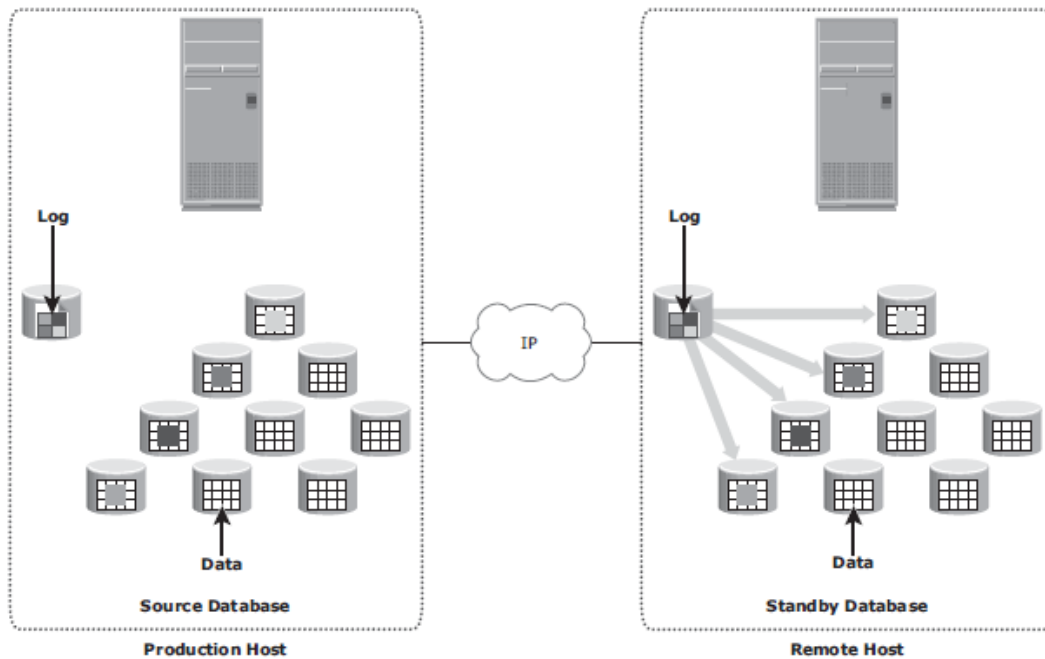 Log
Data
Source Database
Production Host
IP
Log
Data
Standby Database
Remote Host